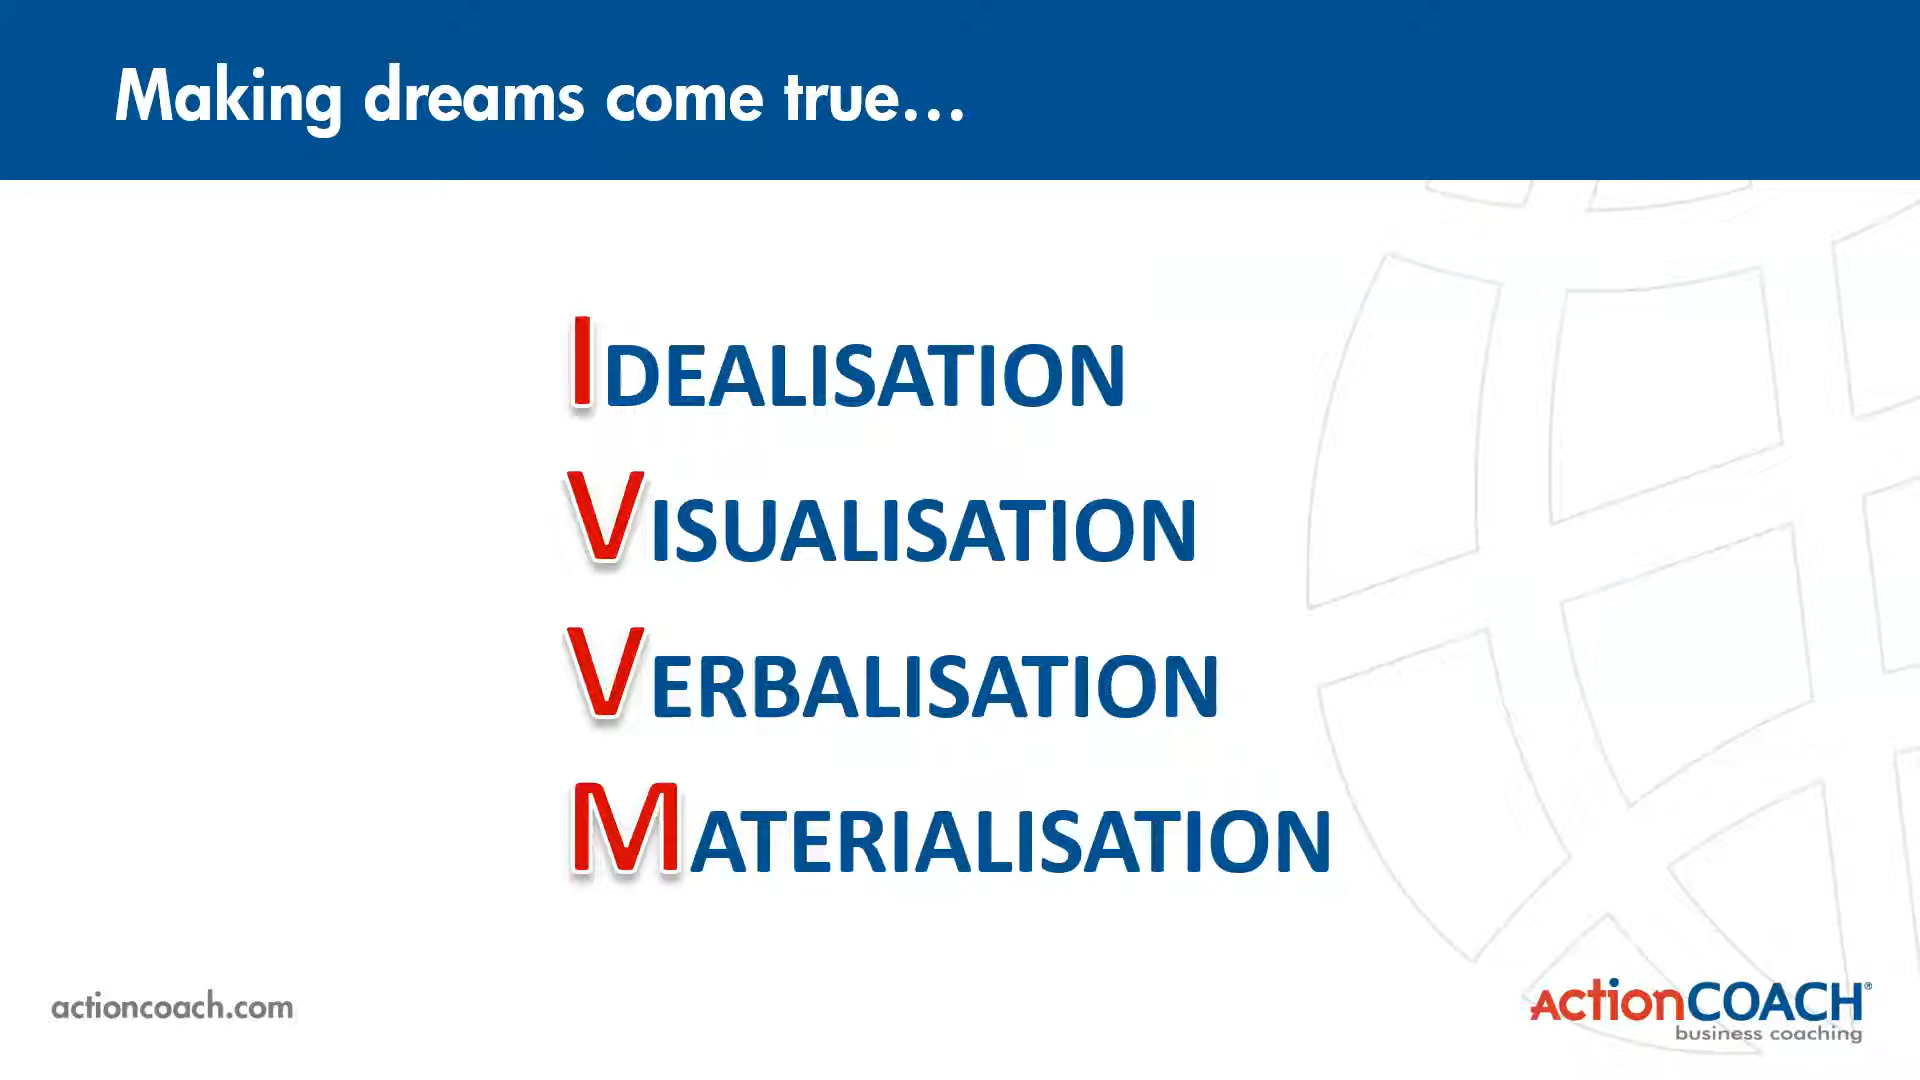 Making dreams come true...
IDEALISATION
VISUALISATION
VERBALISATION
MATERIALISATION
actioncoach.com
ActionCOACH®
business coaching